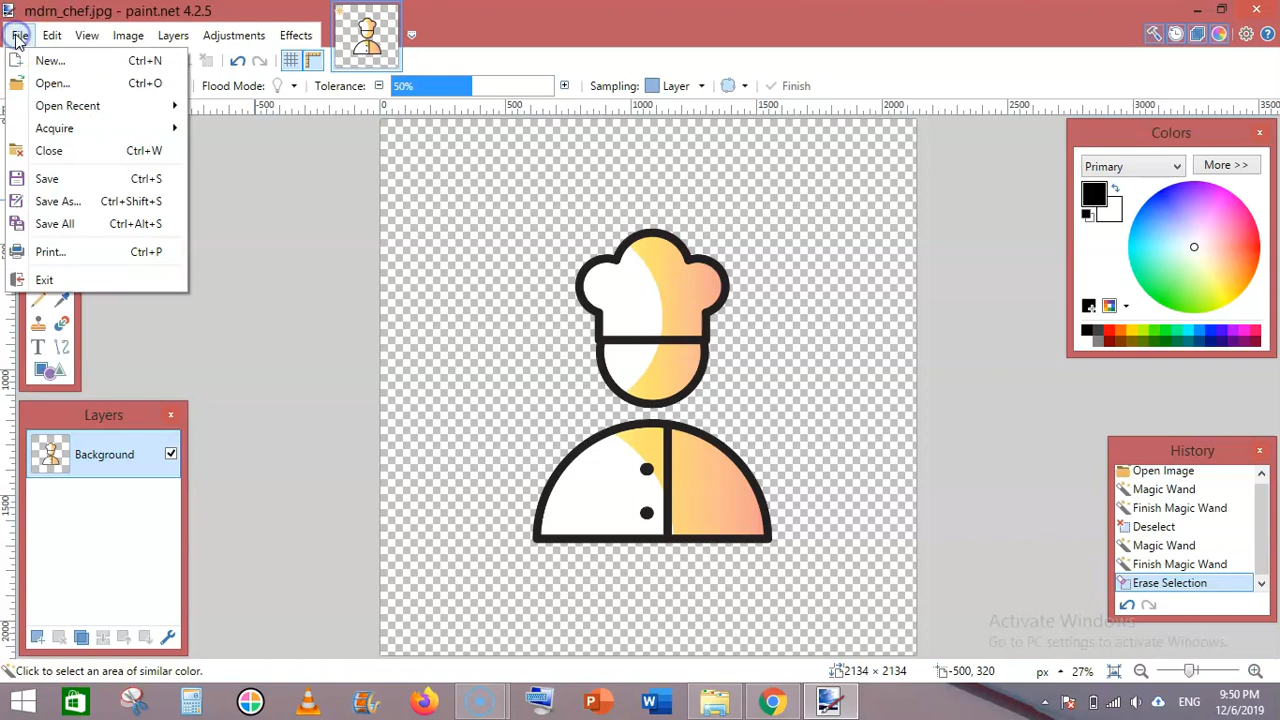 mdrn_chef.jpg - paint.net 4.2.5
File Edit View Image Layers Adjustments Effects
New... Ctrl+N
Open... Ctrl+O
Open Recent
Acquire
Close Ctrl+W
Save Ctrl+S
Save As... Ctrl+Shift+S
Save All Ctrl+Alt+S
Print... Ctrl+P
Exit
Flood Mode: Tolerance: 50% Sampling: Layer Finish
-500 0 500 1000 1500 2000 2500 3000 3500
1000
1500
2000
Colors
Primary More >>
Layers
Background
History
Open Image
Magic Wand
Finish Magic Wand
Deselect
Magic Wand
Finish Magic Wand
Erase Selection
Activate Windows
Go to PC settings to activate Windows.
Click to select an area of similar color. 2134 × 2134 -500, 320 px 27%
ENG 9:50 PM
12/6/2019